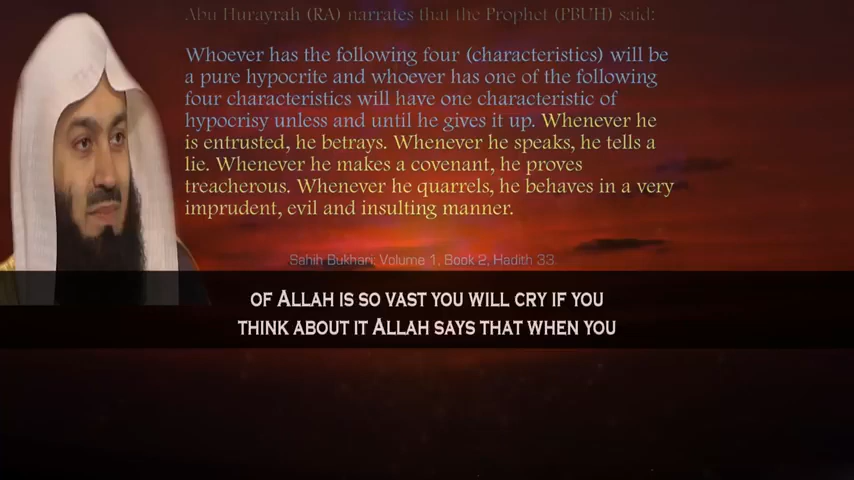 Abu Hurayrah (RA) narrates that the Prophet (PBUH) said:
Whoever has the following four (characteristics) will be
a pure hypocrite and whoever has one of the following
four characteristics will have one characteristic of
hypocrisy unless and until he gives it up. Whenever he
is entrusted, he betrays. Whenever he speaks, he tells a
lie. Whenever he makes a covenant, he proves
treacherous. Whenever he quarrels, he behaves in a very
imprudent, evil and insulting manner.
Sahih Bukhari: Volume 1, Book 2, Hadith 33
OF ALLAH IS SO VAST YOU WILL CRY IF YOU
THINK ABOUT IT ALLAH SAYS THAT WHEN YOU